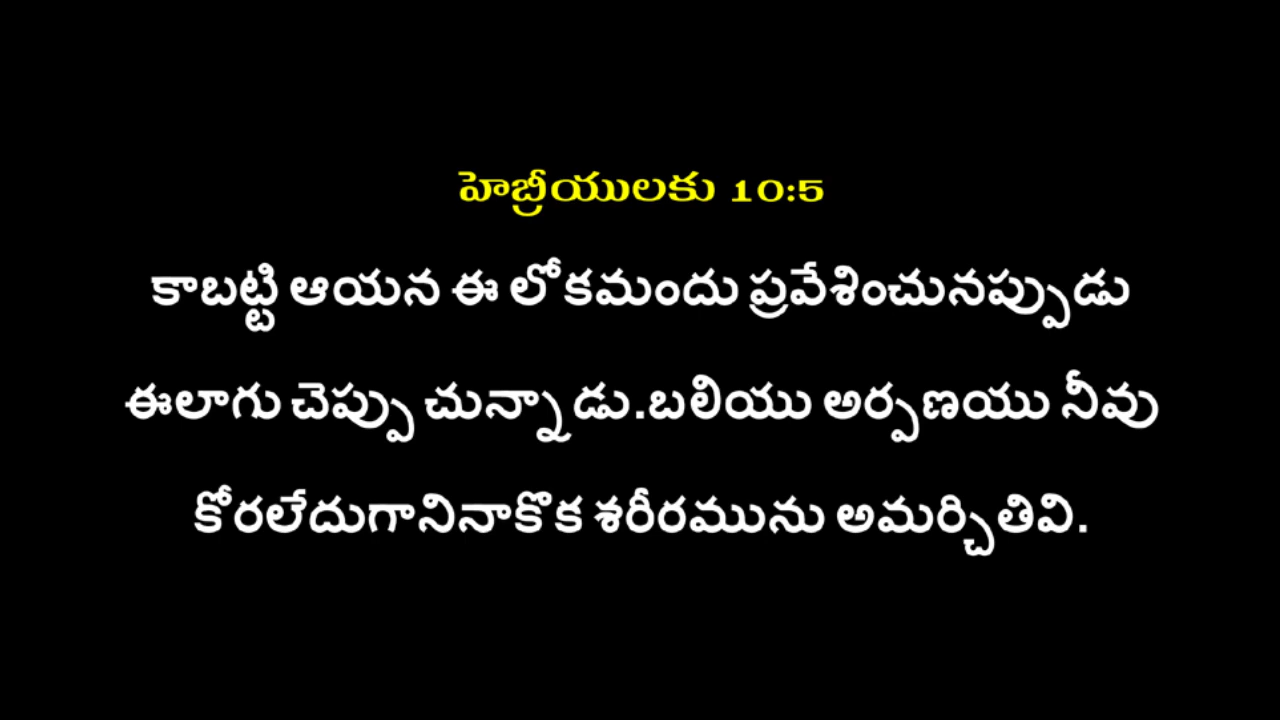 హెబ్రీయులకు 10:5
కాబట్టి ఆయన ఈ లోకమందు ప్రవేశించునప్పుడు
ఈలాగు చెప్పు చున్నా డు.బలియు అర్పణయు నీవు
కోరలేదుగానినాకొక శరీరమును అమర్చితివి.